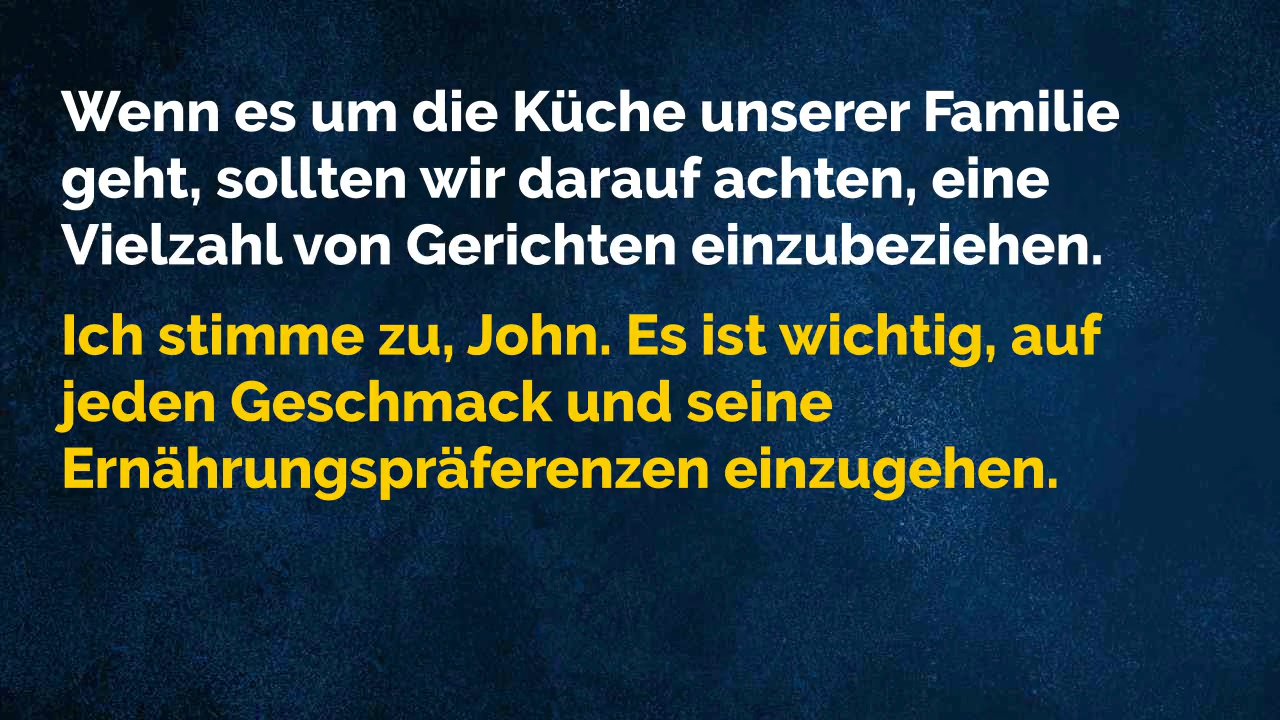 Wenn es um die Küche unserer Familie
geht, sollten wir darauf achten, eine
Vielzahl von Gerichten einzubeziehen.
Ich stimme zu, John. Es ist wichtig, auf
jeden Geschmack und seine
Ernährungspräferenzen einzugehen.